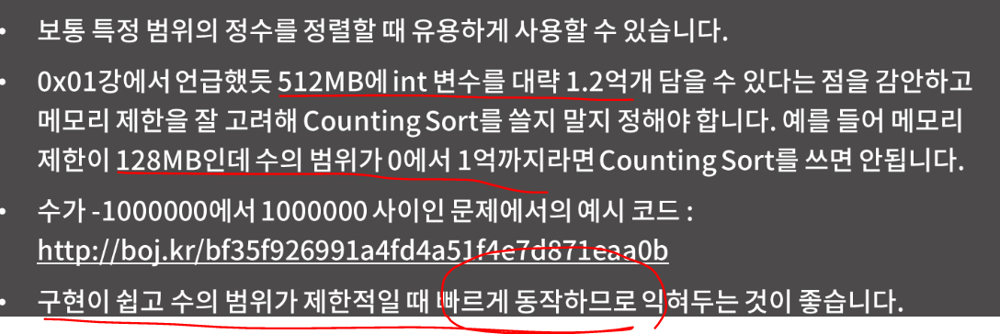 • 보통 특정 범위의 정수를 정렬할 때 유용하게 사용할 수 있습니다.
• 0x01강에서 언급했듯 512MB에 int 변수를 대략 1.2억개 담을 수 있다는 점을 감안하고
메모리 제한을 잘 고려해 Counting Sort를 쓸지 말지 정해야 합니다. 예를 들어 메모리
제한이 128MB인데 수의 범위가 0에서 1억까지라면 Counting Sort를 쓰면 안됩니다.
• 수가 -1000000에서 1000000 사이인 문제에서의 예시 코드 :
http://boj.kr/bf35f926991a4fd4a51f4e7d871eaa0b
• 구현이 쉽고 수의 범위가 제한적일 때 빠르게 동작하므로 익혀두는 것이 좋습니다.